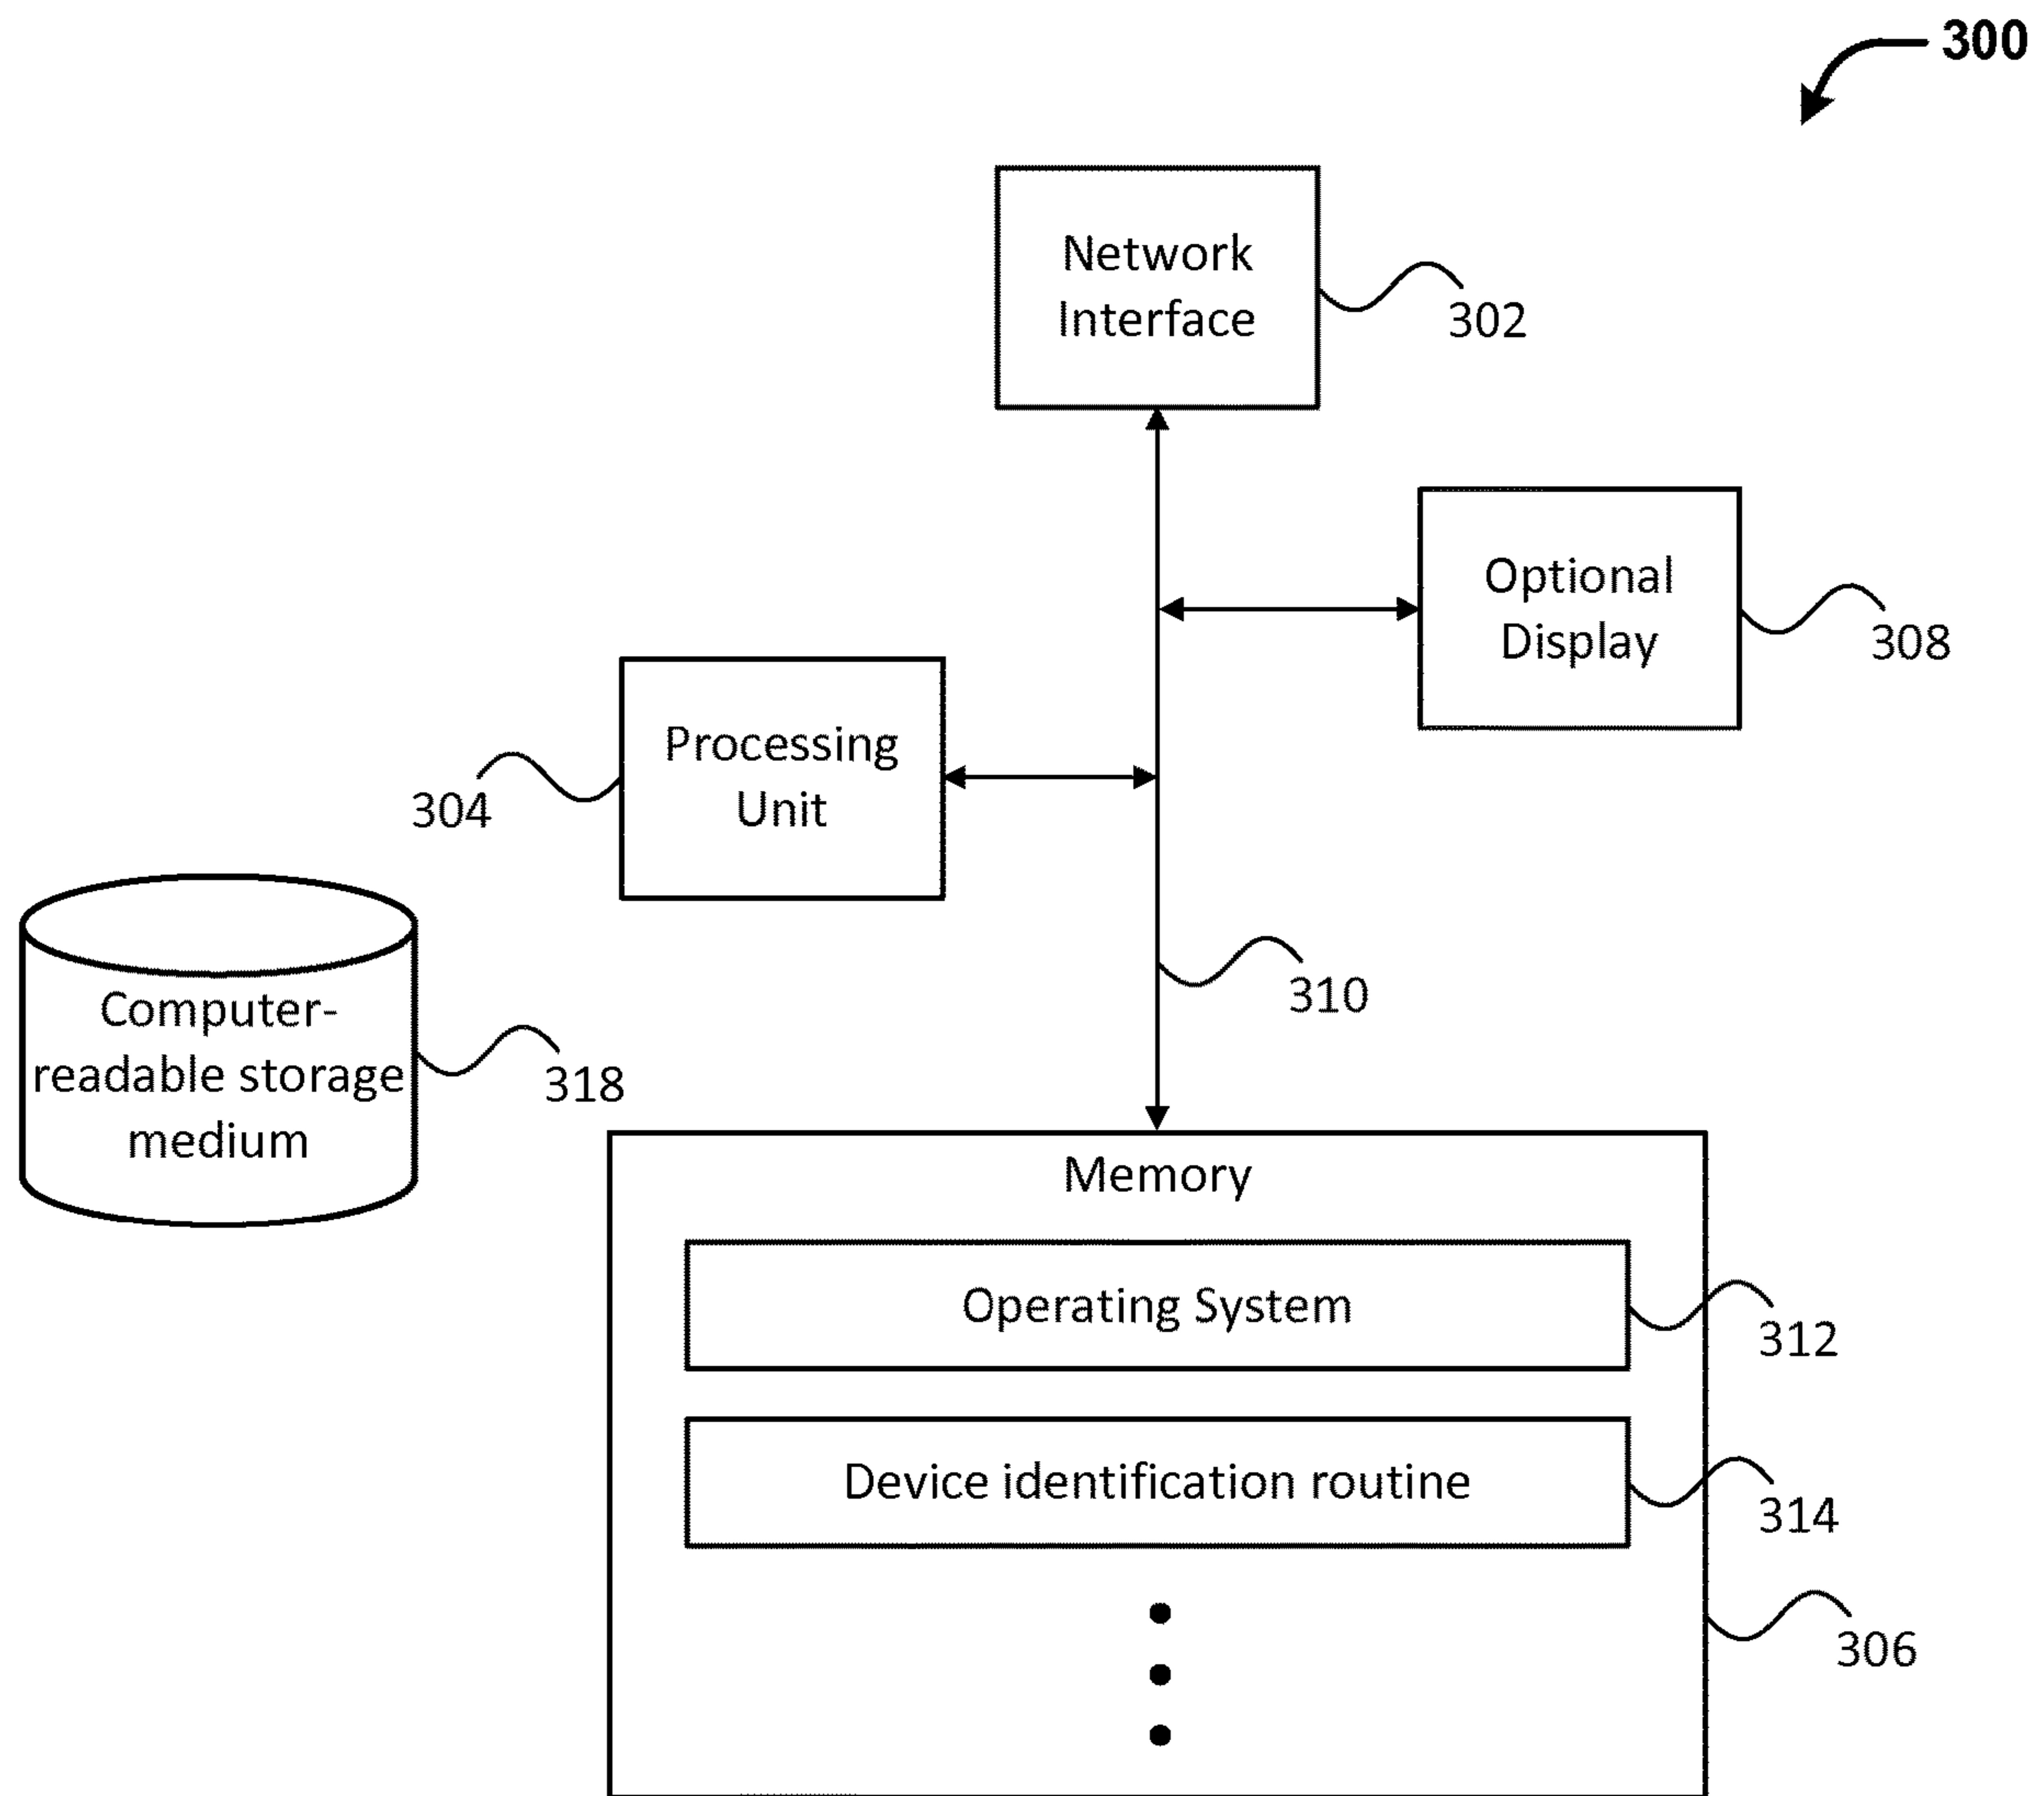 300
Network
Interface
302
Optional
Display
308
Processing
Unit
304
310
Computer-
readable storage
medium
318
Memory
Operating System
312
Device identification routine
314
306